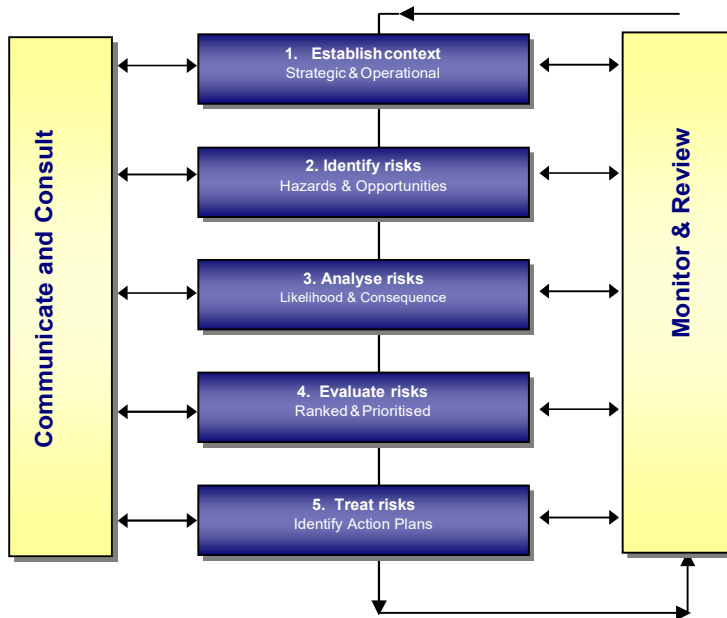 Communicate and Consult
1. Establish context
Strategic & Operational
2. Identify risks
Hazards & Opportunities
3. Analyse risks
Likelihood & Consequence
4. Evaluate risks
Ranked & Prioritised
5. Treat risks
Identify Action Plans
Monitor & Review